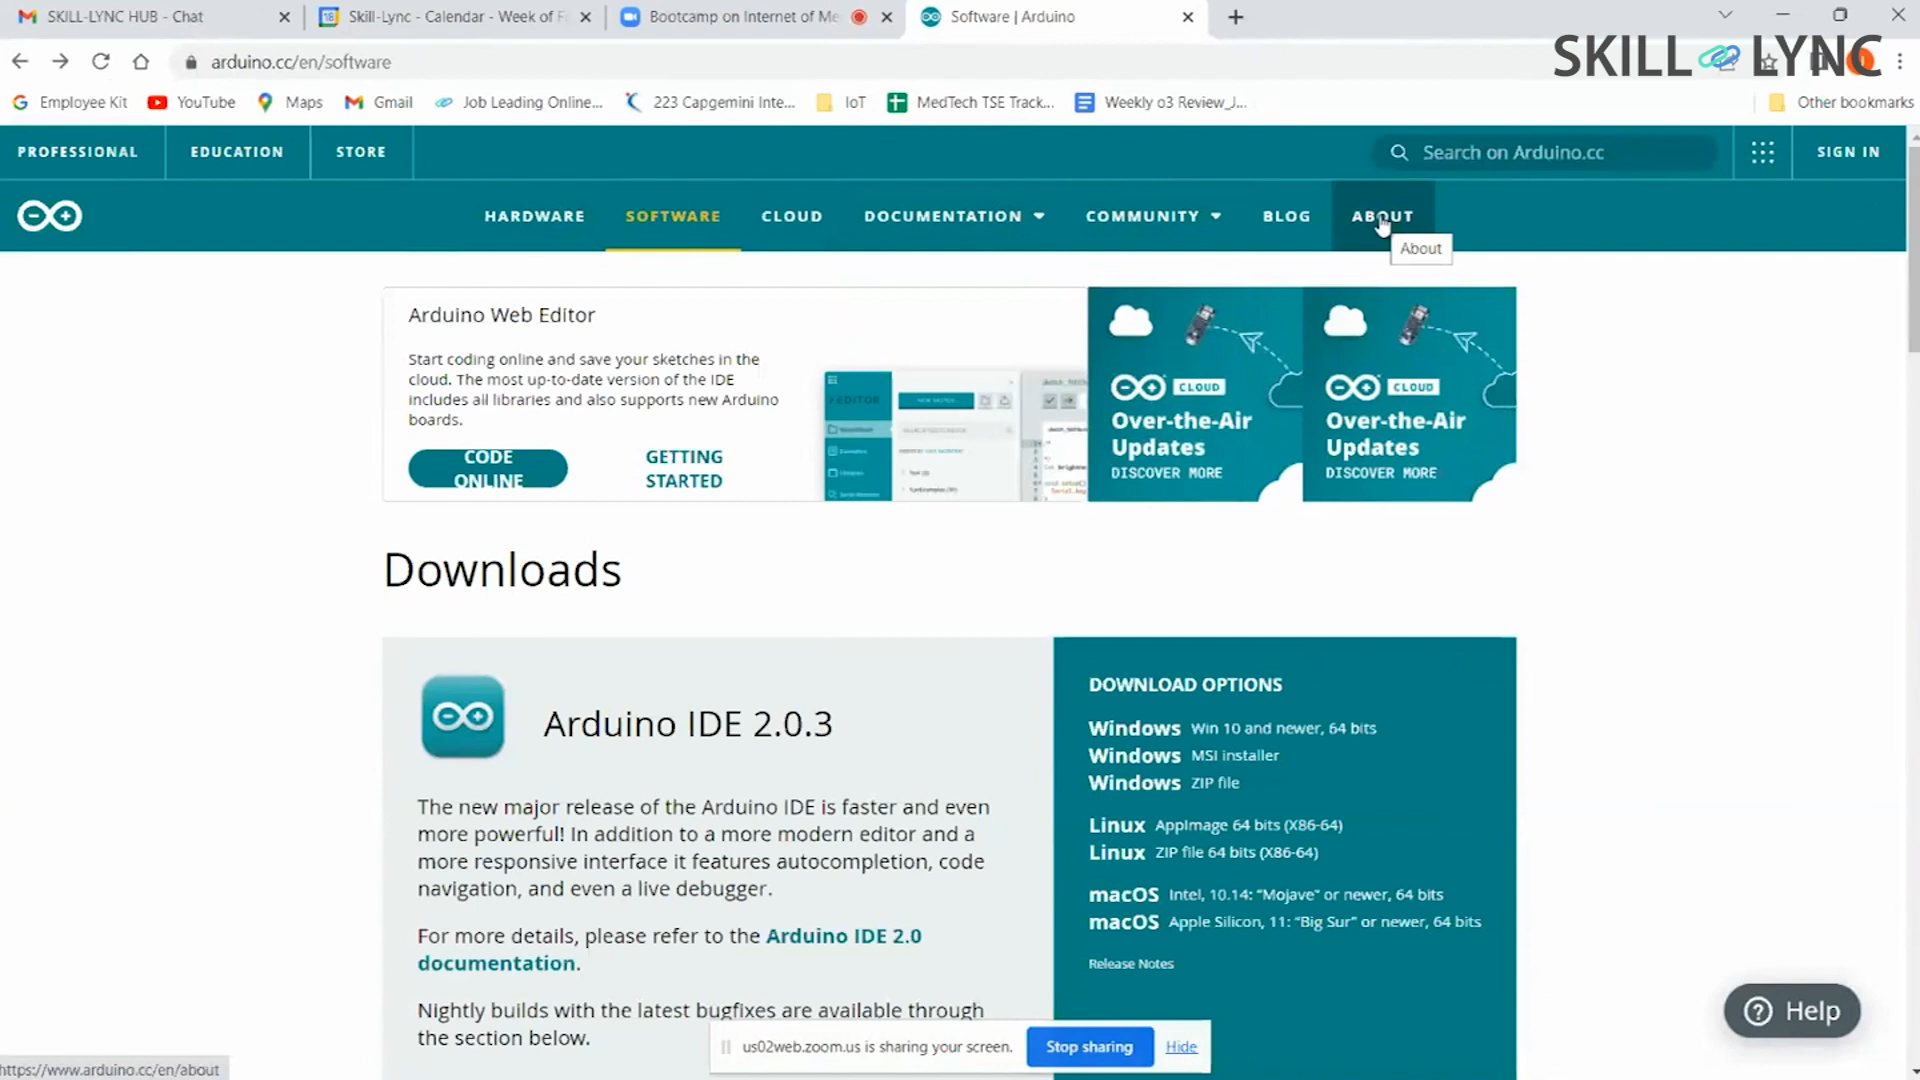 SKILL-LYNC HUB - Chat
Skill-Lync - Calendar - Week of F
Bootcamp on Internet of Me
Software | Arduino
arduino.cc/en/software
SKILL LYNC
Employee Kit
YouTube
Maps
Gmail
Job Leading Online...
223 Capgemini Inte...
IoT
MedTech TSE Track...
Weekly o3 Review_J...
Other bookmarks
PROFESSIONAL
EDUCATION
STORE
Search on Arduino.cc
SIGN IN
HARDWARE
SOFTWARE
CLOUD
DOCUMENTATION
COMMUNITY
BLOG
ABOUT
About
Arduino Web Editor
Start coding online and save your sketches in the
cloud. The most up-to-date version of the IDE
includes all libraries and also supports new Arduino
boards.
CODE
ONLINE
GETTING
STARTED
CLOUD
Over-the-Air
Updates
DISCOVER MORE
CLOUD
Over-the-Air
Updates
DISCOVER MORE
Downloads
Arduino IDE 2.0.3
The new major release of the Arduino IDE is faster and even
more powerful! In addition to a more modern editor and a
more responsive interface it features autocompletion, code
navigation, and even a live debugger.
For more details, please refer to the Arduino IDE 2.0
documentation.
Nightly builds with the latest bugfixes are available through
the section below.
DOWNLOAD OPTIONS
Windows Win 10 and newer, 64 bits
Windows MSI installer
Windows ZIP file
Linux AppImage 64 bits (X86-64)
Linux ZIP file 64 bits (X86-64)
macOS Intel, 10.14: "Mojave" or newer, 64 bits
macOS Apple Silicon, 11: "Big Sur" or newer, 64 bits
Release Notes
Help
us02web.zoom.us is sharing your screen.
Stop sharing
Hide
https://www.arduino.cc/en/about